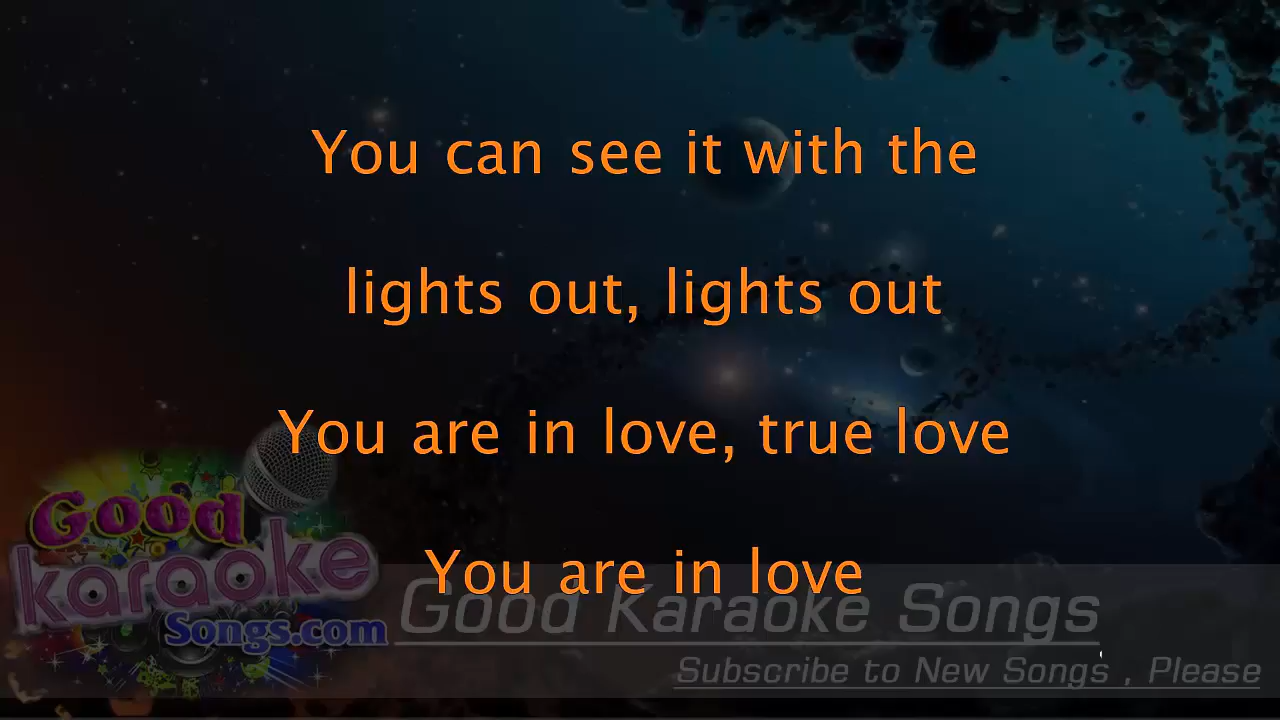 You can see it with the
lights out, lights out
You are in love, true love
You are in love
Good
karaoke
Songs.com
Good Karaoke Songs
Subscribe to New Songs , Please